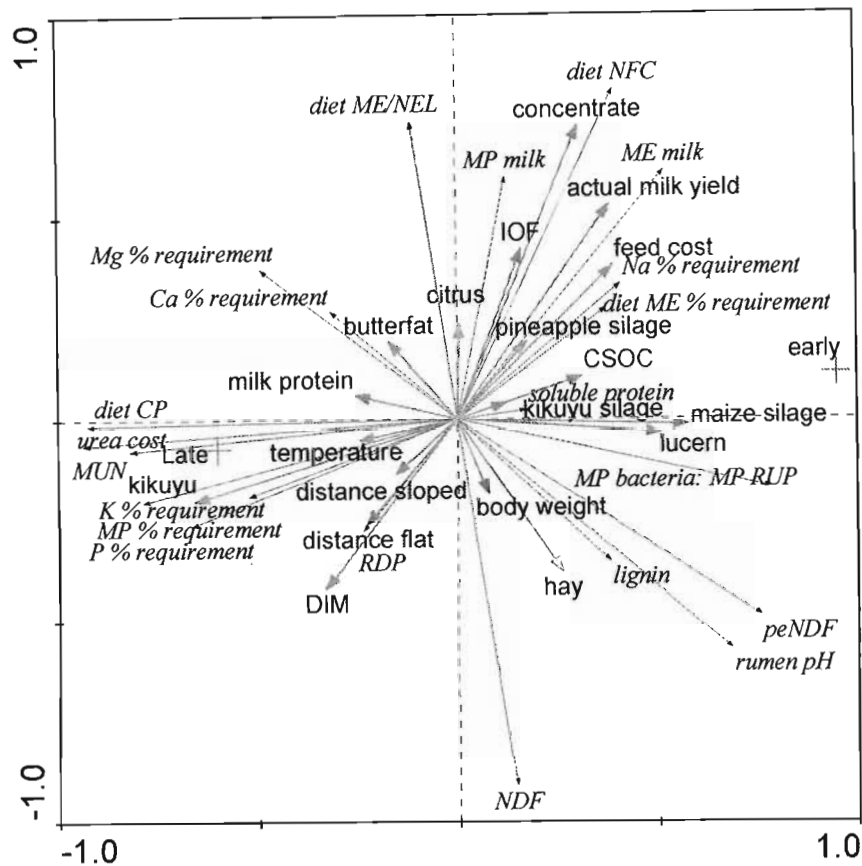 1.0
diet NFC
diet ME/NEL
concentrate
MP milk
ME milk
actual milk yield
IOF
feed cost
Mg % requirement
Na % requirement
citrus
Ca % requirement
diet ME % requirement
butterfat
pineapple silage
early
CSOC
milk protein
soluble protein
diet CP
kikuyu silage
maize silage
urea cost
lucern
Late
temperature
MUN
MP bacteria: MP RUP
kikuyu
distance sloped
body weight
K % requirement
MP % requirement
distance flat
P % requirement
RDP
lignin
hay
DIM
peNDF
rumen pH
NDF
-1.0
-1.0
1.0